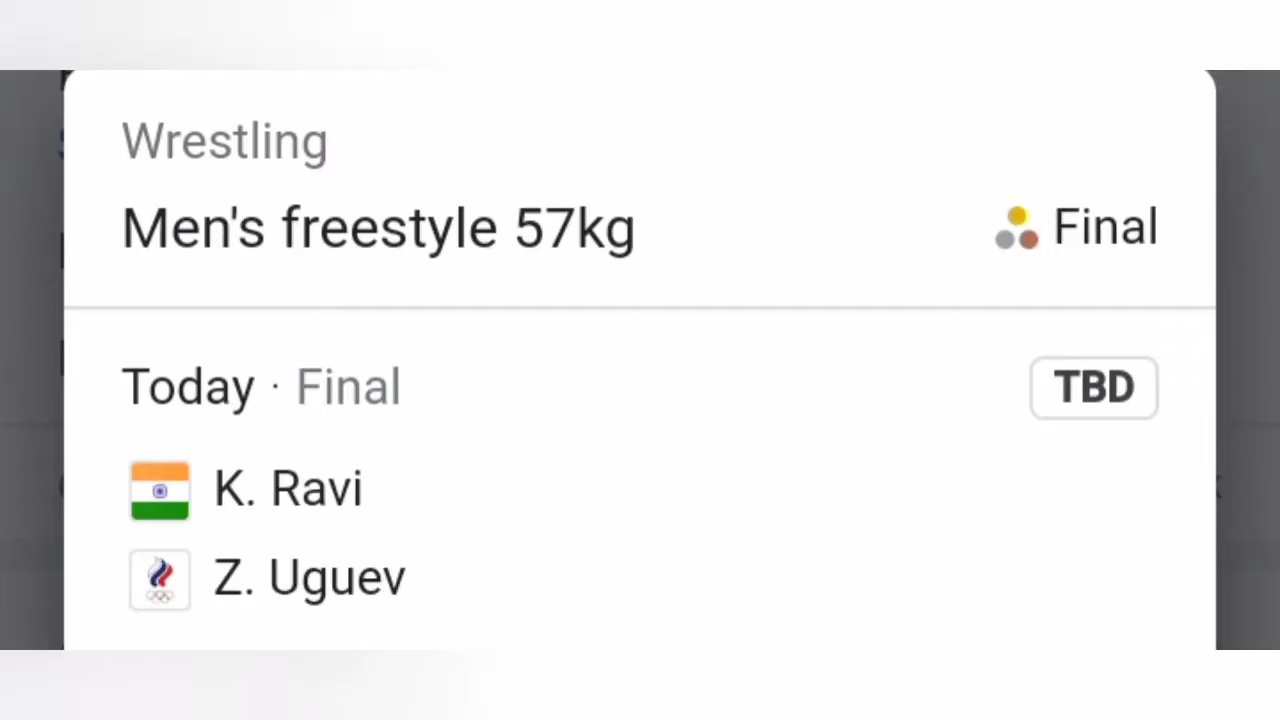 Wrestling
Men's freestyle 57kg
Final
Today · Final
TBD
K. Ravi
Z. Uguev